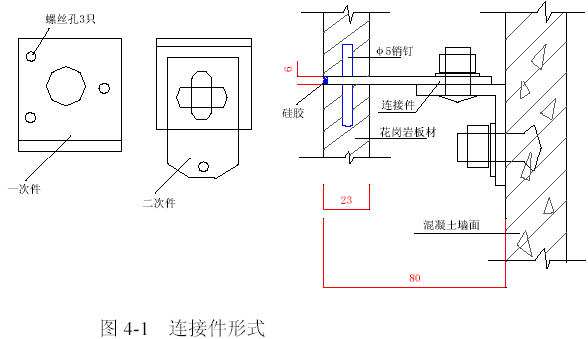 螺丝孔3只
φ5销钉
6
连接件
硅胶
花岗岩板材
一次件
二次件
23
混凝土墙面
80
图 4-1 连接件形式